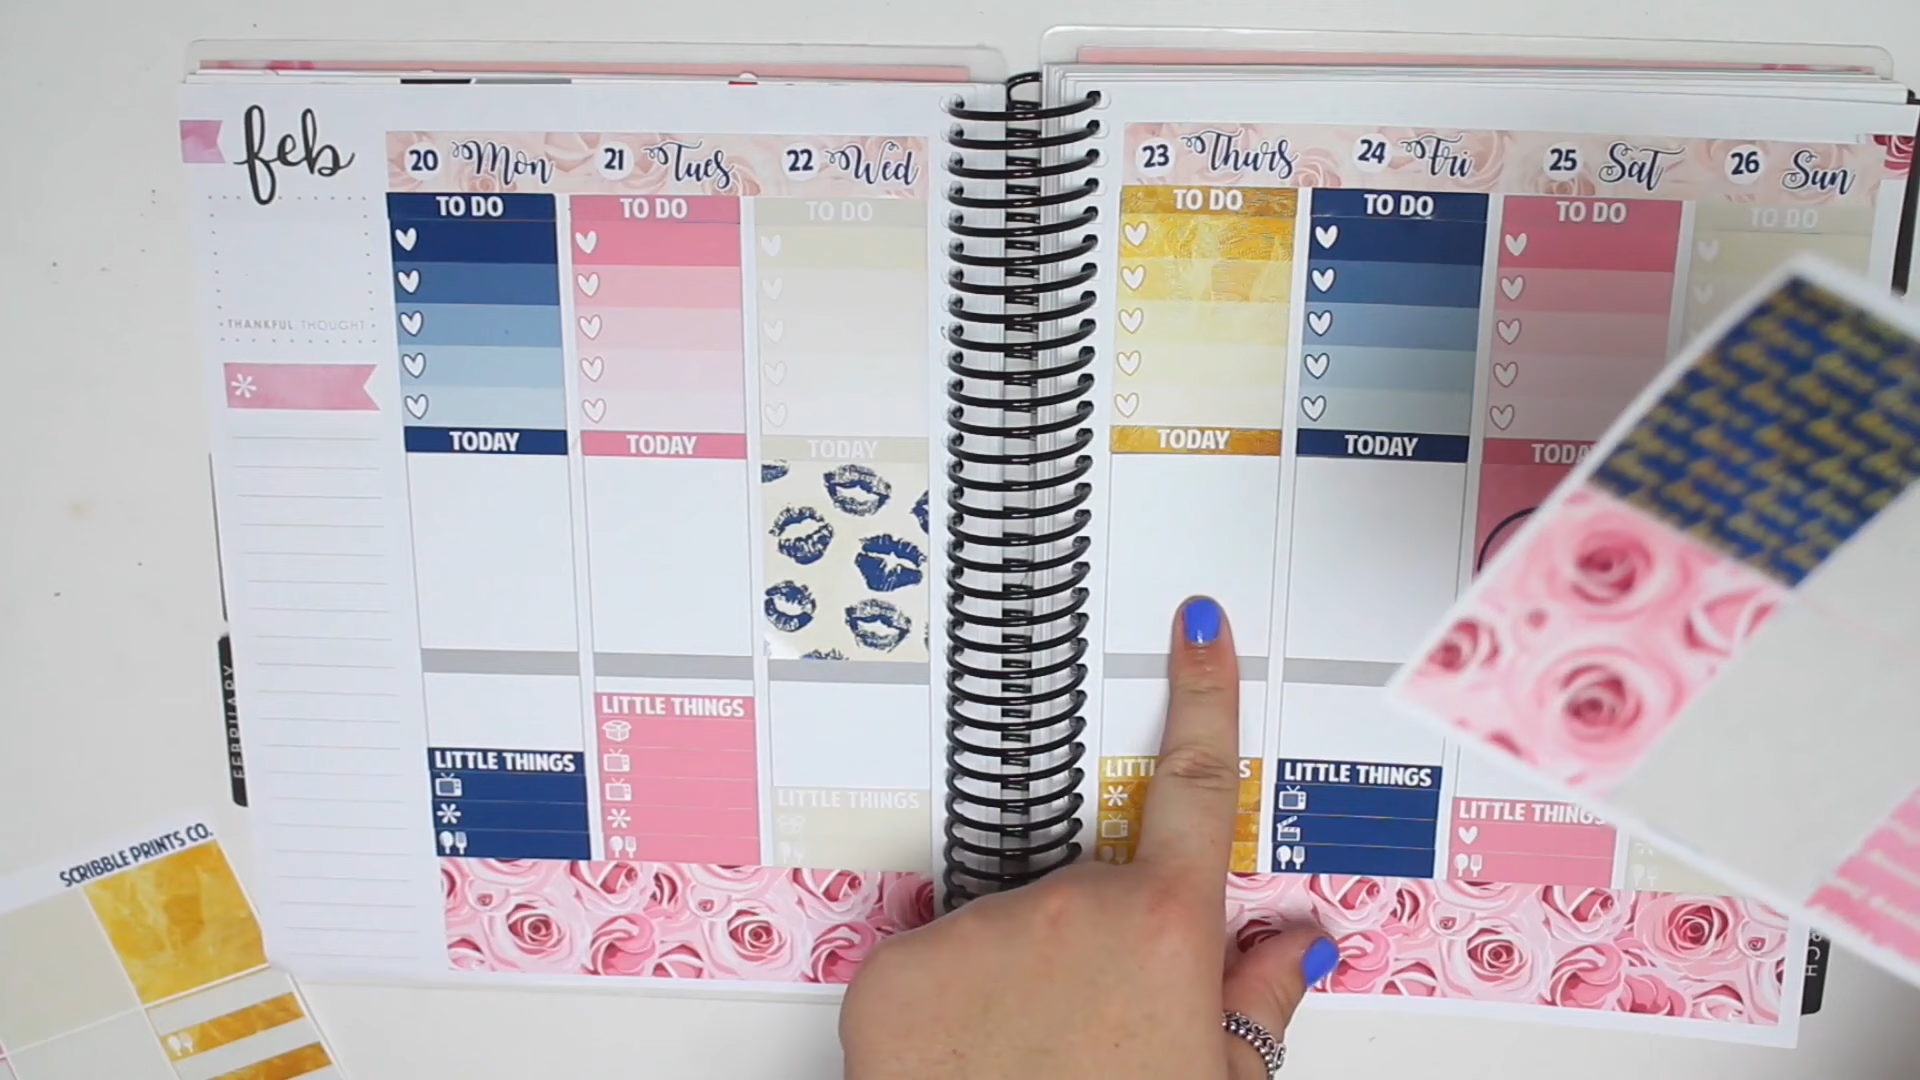 feb
20 Mon 21 Tues 22 Wed 23 Thurs 24 Fri 25 Sat 26 Sun
TO DO TO DO TO DO TO DO TO DO TO DO TO DO
THANKFUL THOUGHT
TODAY TODAY TODAY TODAY TODAY
LITTLE THINGS LITTLE THINGS LITTLE THINGS LITTLE THINGS LITTLE THINGS
FEBRUARY
SCRIBBLE PRINTS CO.